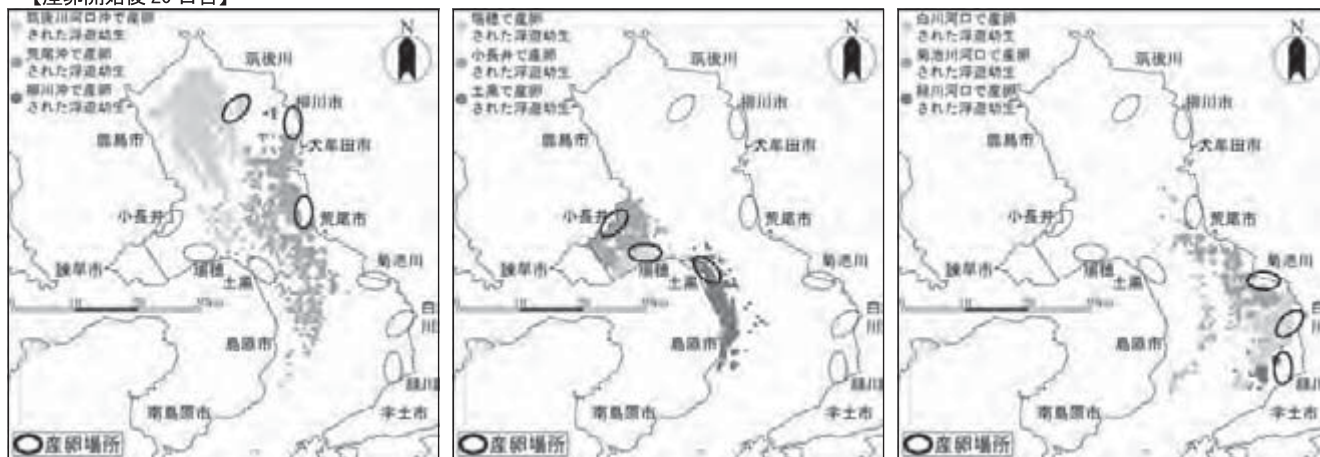 【産卵開始後20日目】
筑後川河口沖で産卵
された浮遊幼生
荒尾沖で産卵
された浮遊幼生
柳川沖で産卵
された浮遊幼生
N
筑後川
柳川市
大牟田市
鹿島市
小長井
荒尾市
諫早市
瑞穂
土黒
菊池川
島原市
南島原市
宇土市
産卵場所
瑞穂で産卵
された浮遊幼生
小長井で産卵
された浮遊幼生
土黒で産卵
された浮遊幼生
N
筑後川
柳川市
大牟田市
鹿島市
小長井
荒尾市
諫早市
瑞穂
土黒
菊池川
島原市
南島原市
宇土市
産卵場所
白川河口で産卵
された浮遊幼生
菊池川河口で産卵
された浮遊幼生
緑川河口で産卵
された浮遊幼生
N
筑後川
柳川市
大牟田市
鹿島市
小長井
荒尾市
諫早市
瑞穂
土黒
菊池川
島原市
南島原市
宇土市
産卵場所